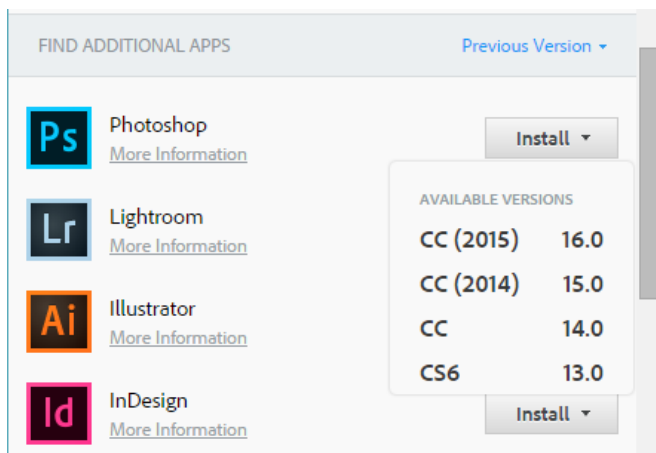 FIND ADDITIONAL APPS Previous Version
Ps Photoshop Install
More Information
AVAILABLE VERSIONS
Lr Lightroom
More Information
CC (2015) 16.0
CC (2014) 15.0
Ai Illustrator
More Information
CC 14.0
CS6 13.0
Id InDesign Install
More Information